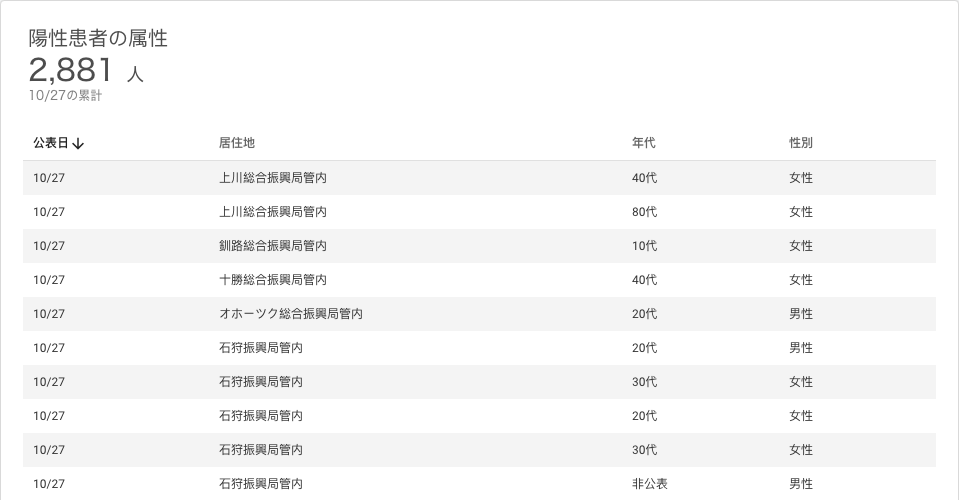 陽性患者の属性
2,881 人
10/27の累計
公表日↓ 居住地 年代 性別
10/27 上川総合振興局管内 40代 女性
10/27 上川総合振興局管内 80代 女性
10/27 釧路総合振興局管内 10代 女性
10/27 十勝総合振興局管内 40代 女性
10/27 オホーツク総合振興局管内 20代 男性
10/27 石狩振興局管内 20代 男性
10/27 石狩振興局管内 30代 女性
10/27 石狩振興局管内 20代 女性
10/27 石狩振興局管内 30代 女性
10/27 石狩振興局管内 非公表 男性